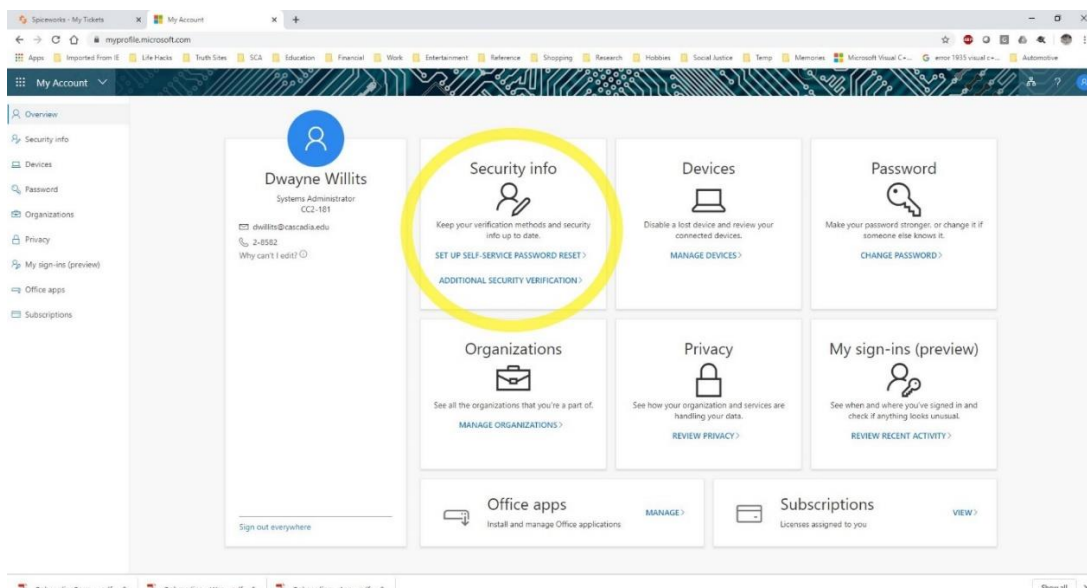 Spiceworks - My Tickets
My Account
myprofile.microsoft.com
Apps Imported From IE Life Hacks Truth Sites SCA Education Financial Work Entertainment Reference Shopping Research Hobbies Social Justice Temp Memories Microsoft Visual C+... error 1935 visual c+... Automotive
My Account
?
Overview
Security info
Devices
Password
Organizations
Privacy
My sign-ins (preview)
Office apps
Subscriptions
Dwayne Willits
Systems Administrator
CC2-181
dwillits@cascadia.edu
2-8582
Why can't I edit?
Sign out everywhere
Security info
Keep your verification methods and security
info up to date.
SET UP SELF-SERVICE PASSWORD RESET >
ADDITIONAL SECURITY VERIFICATION >
Devices
Disable a lost device and review your
connected devices.
MANAGE DEVICES >
Password
Make your password stronger, or change it if
someone else knows it.
CHANGE PASSWORD >
Organizations
See all the organizations that you're a part of.
MANAGE ORGANIZATIONS >
Privacy
See how your organization and services are
handling your data.
REVIEW PRIVACY >
My sign-ins (preview)
See when and where you've signed in and
check if anything looks unusual.
REVIEW RECENT ACTIVITY >
Office apps
Install and manage Office applications
MANAGE >
Subscriptions
Licenses assigned to you
VIEW >
Show all